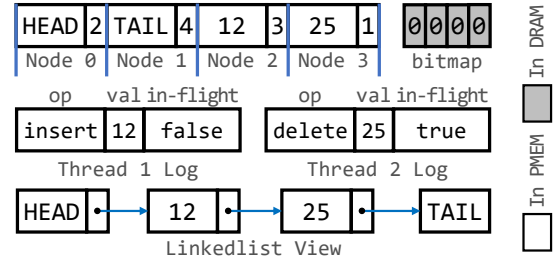 HEAD 2 TAIL 4 12 3 25 1 0 0 0 0
Node 0 Node 1 Node 2 Node 3 bitmap
op val in-flight op val in-flight
insert 12 false delete 25 true
Thread 1 Log Thread 2 Log
HEAD 12 25 TAIL
Linkedlist View
In DRAM
In PMEM